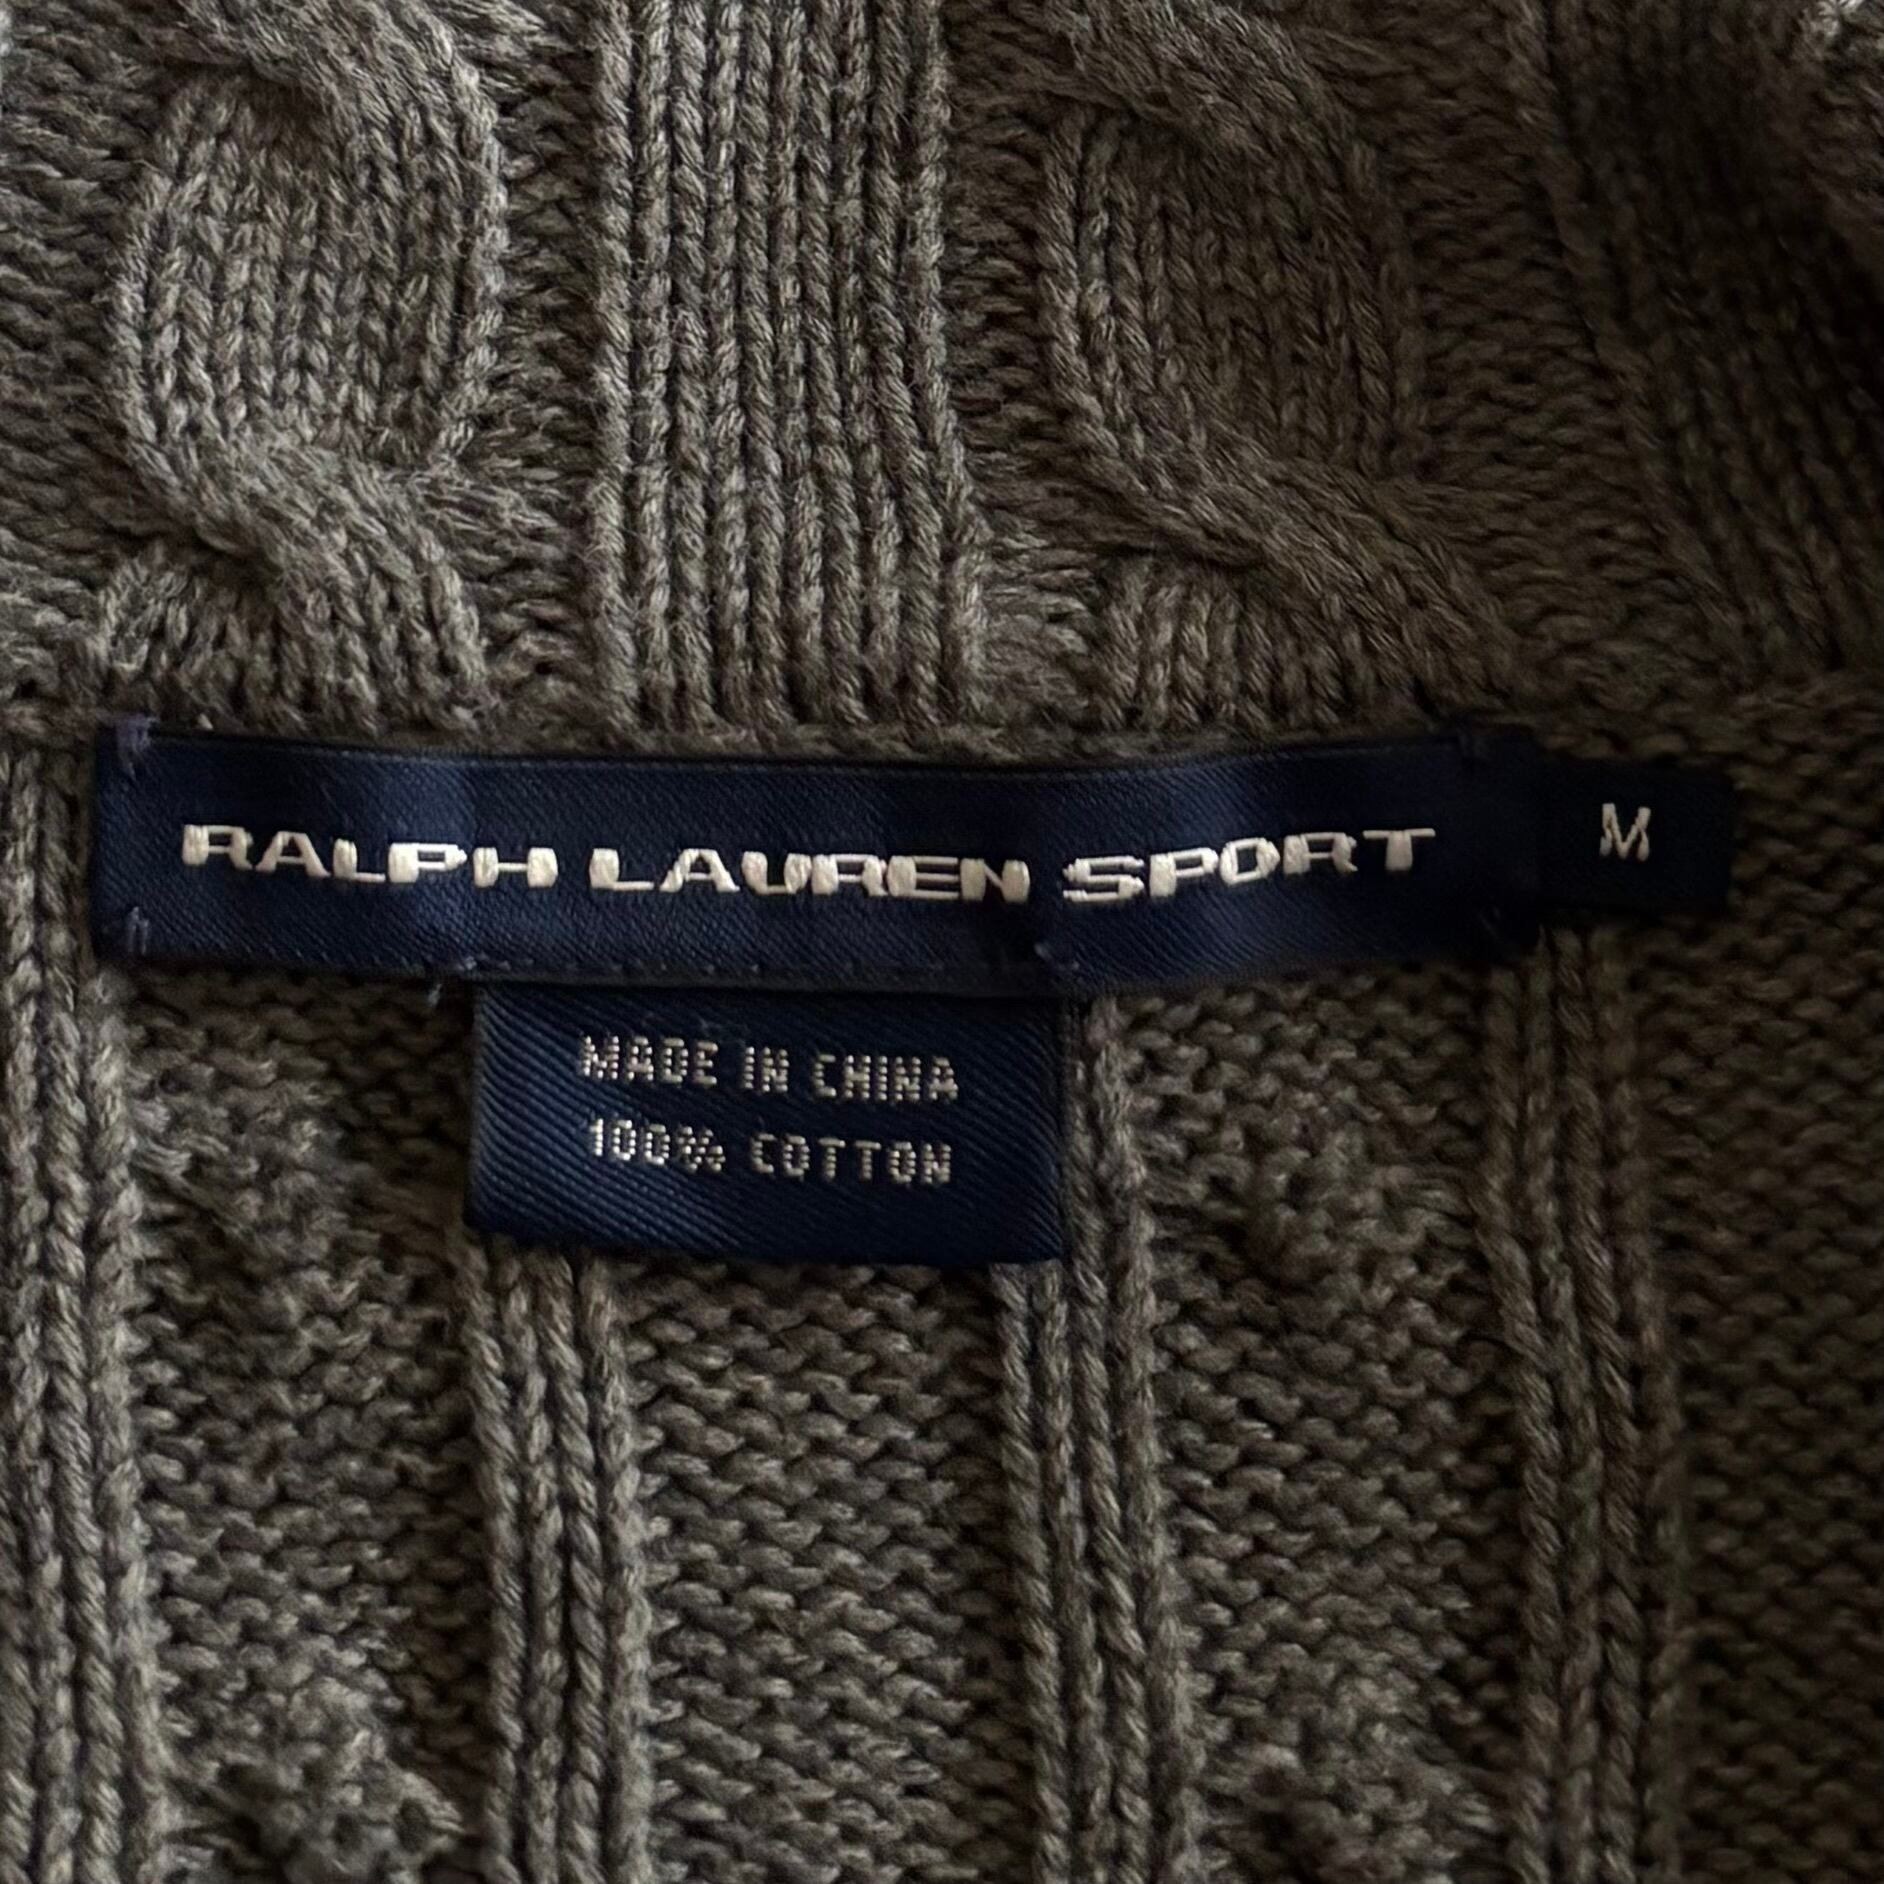 RALPH LAUREN SPORT M
MADE IN CHINA
100% COTTON